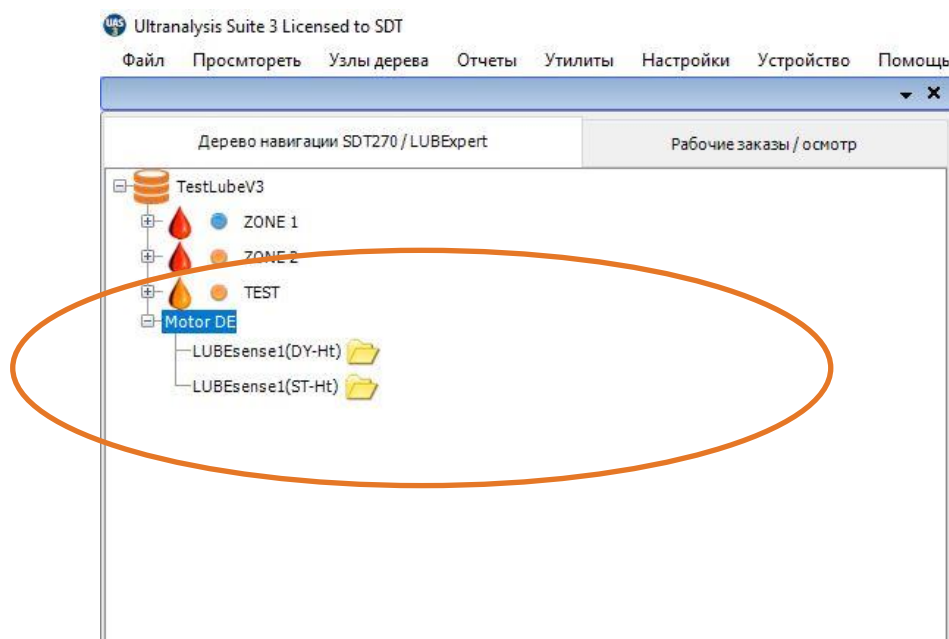 Ultranalysis Suite 3 Licensed to SDT
Файл Просмтореть Узлы дерева Отчеты Утилиты Настройки Устройство Помощь
Дерево навигации SDT270 / LUBExpert Рабочие заказы / осмотр
TestLubeV3
ZONE 1
ZONE 2
TEST
Motor DE
LUBEsense1(DY-Ht)
LUBEsense1(ST-Ht)